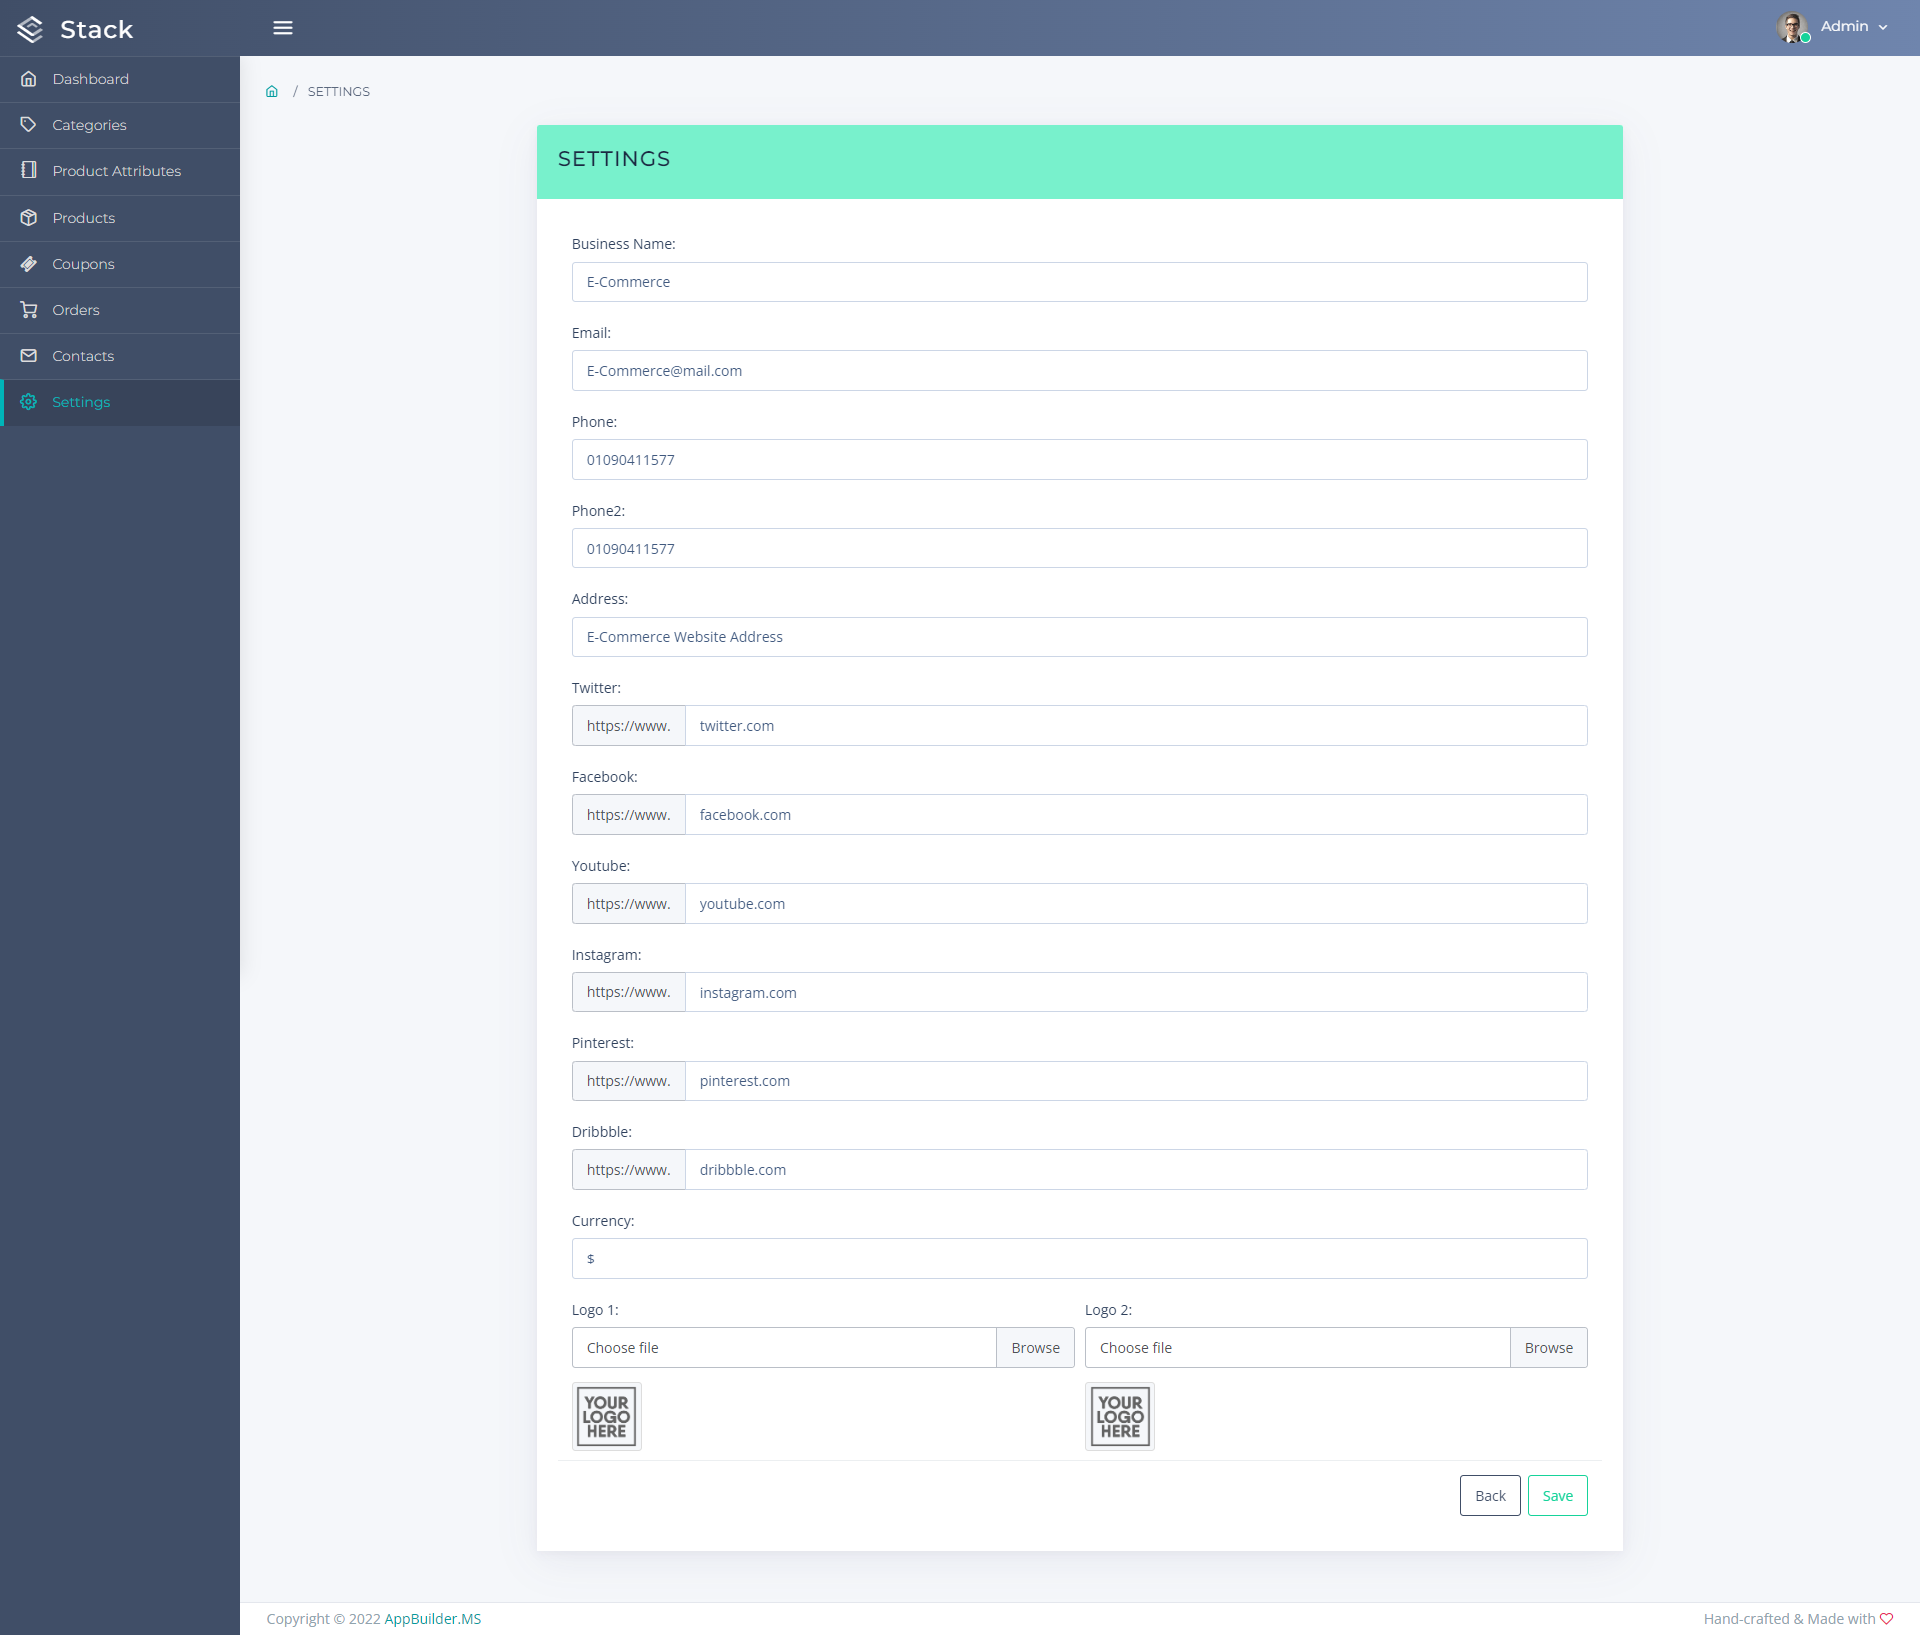 Stack
Admin
Dashboard
Categories
Product Attributes
Products
Coupons
Orders
Contacts
Settings
/ SETTINGS
SETTINGS
Business Name:
E-Commerce
Email:
E-Commerce@mail.com
Phone:
01090411577
Phone2:
01090411577
Address:
E-Commerce Website Address
Twitter:
https://www. twitter.com
Facebook:
https://www. facebook.com
Youtube:
https://www. youtube.com
Instagram:
https://www. instagram.com
Pinterest:
https://www. pinterest.com
Dribbble:
https://www. dribbble.com
Currency:
$
Logo 1:
Choose file Browse
YOUR
LOGO
HERE
Logo 2:
Choose file Browse
YOUR
LOGO
HERE
Back Save
Copyright © 2022 AppBuilder.MS
Hand-crafted & Made with